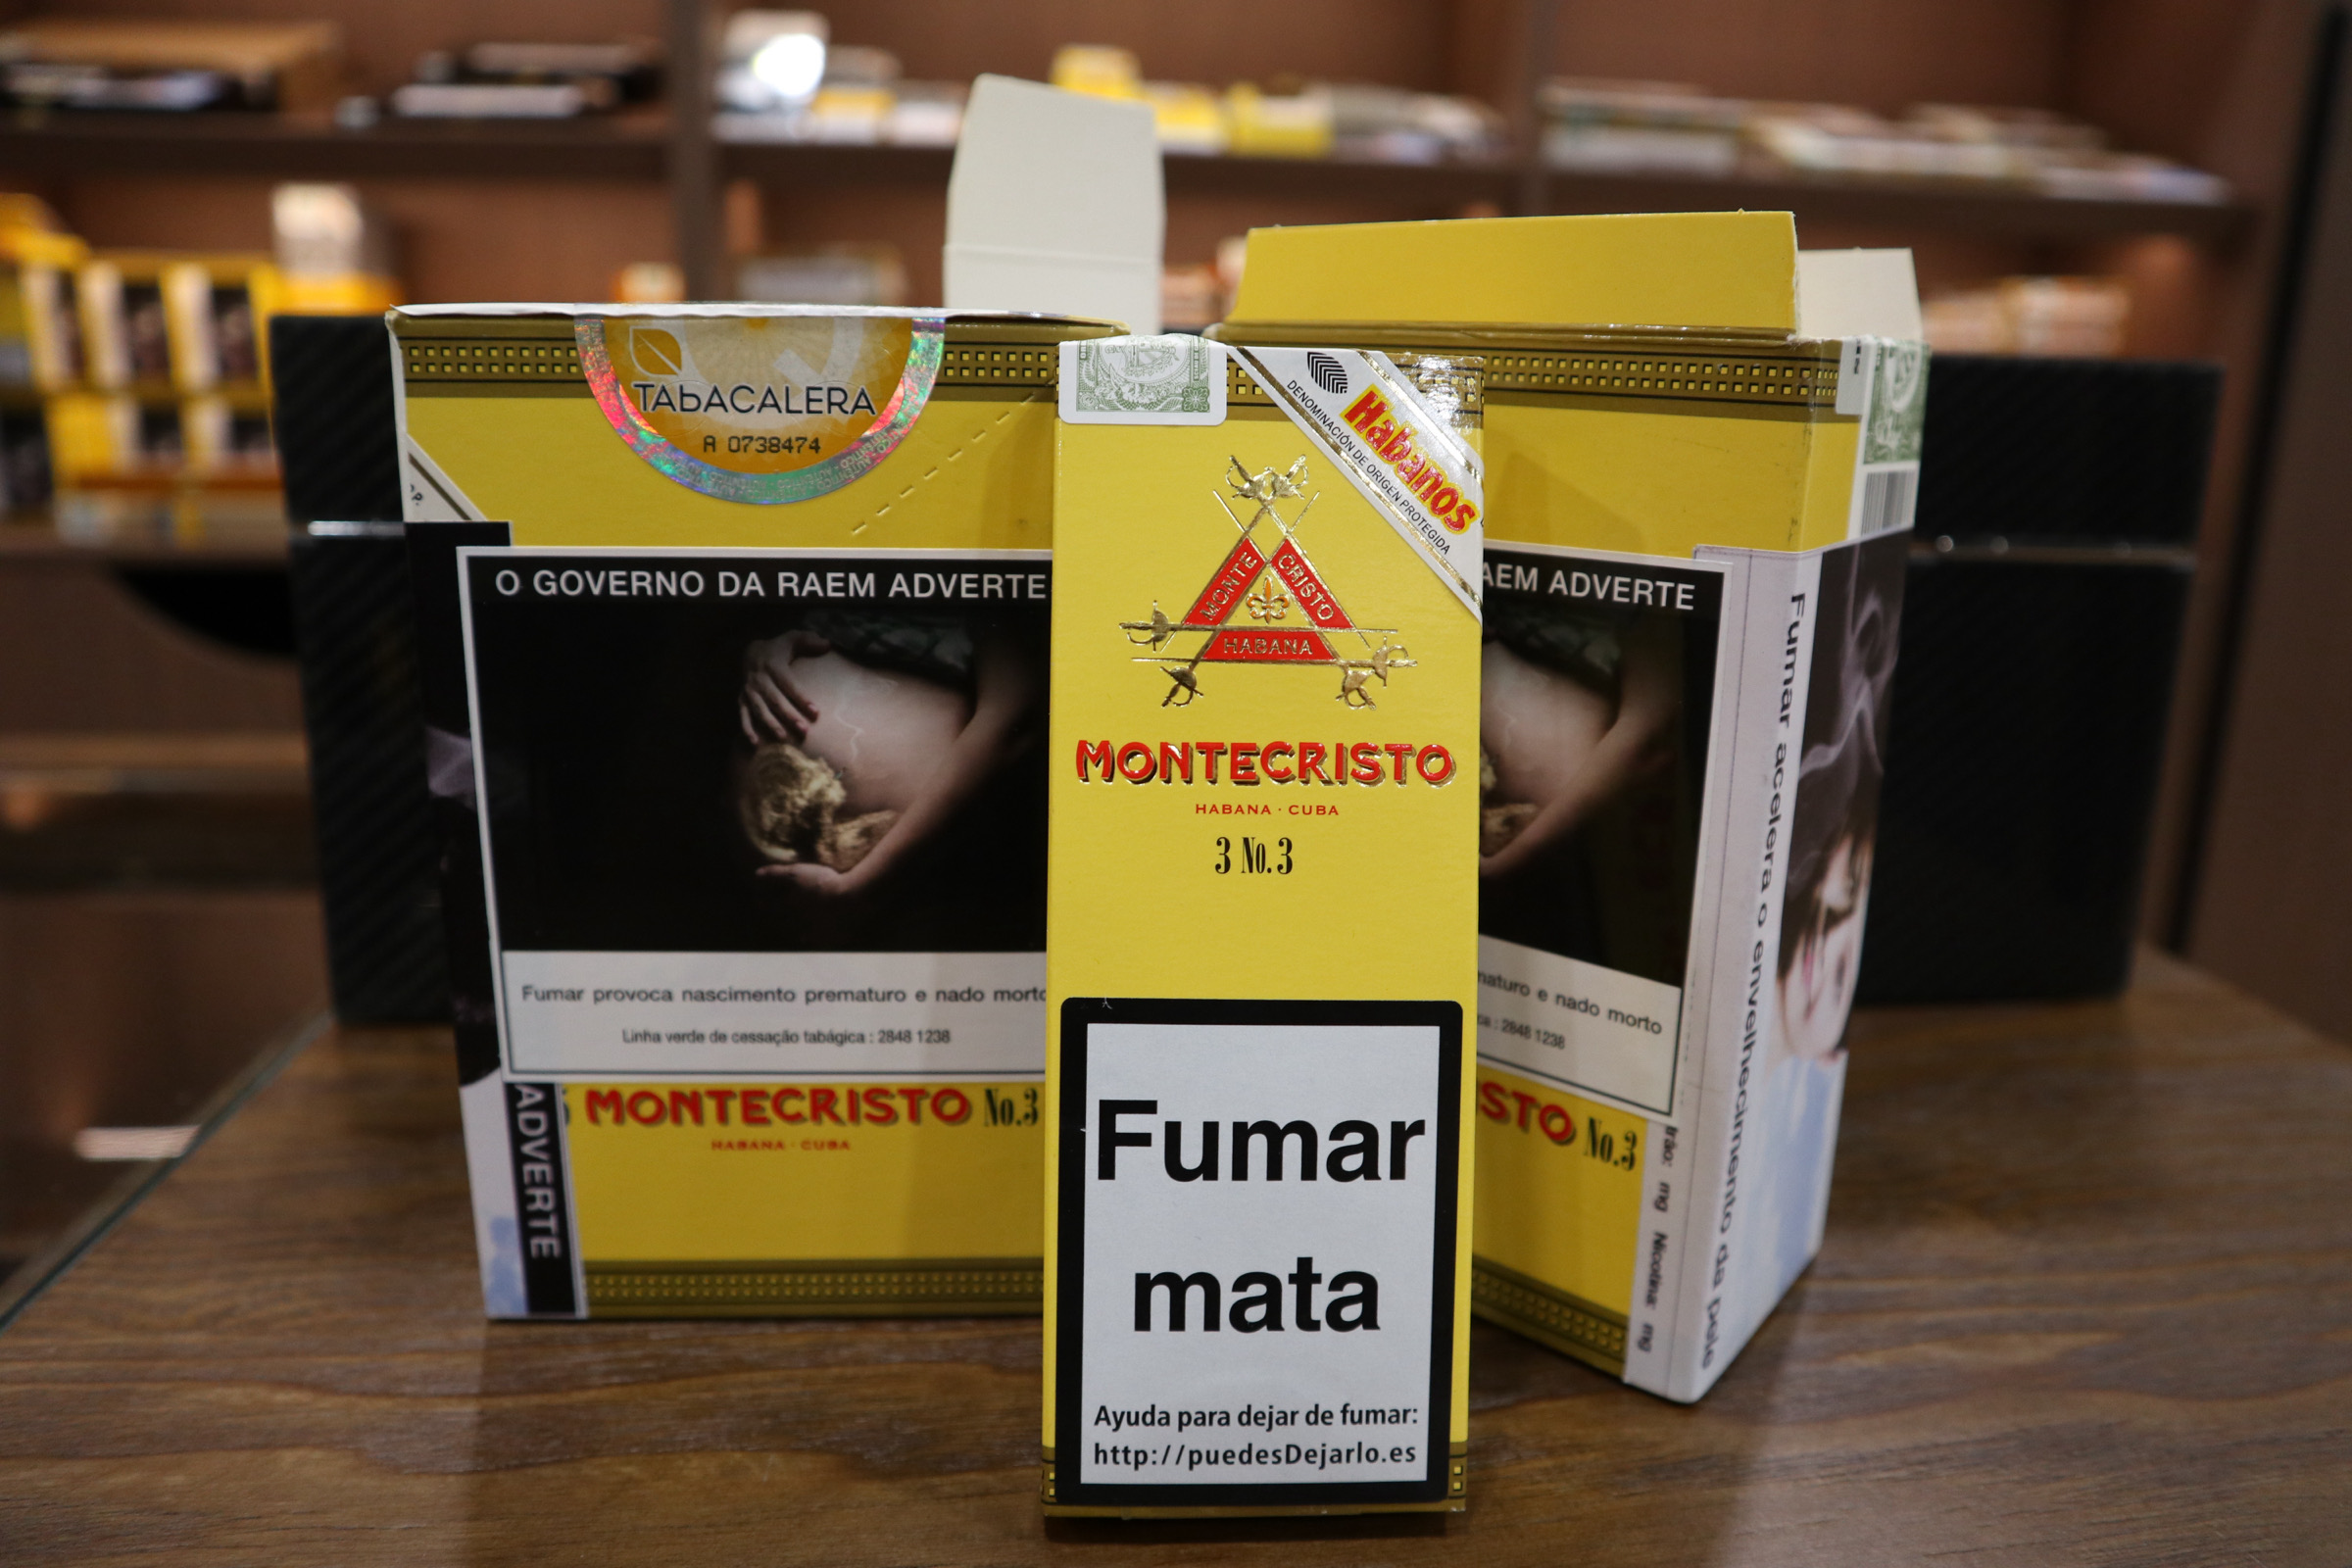 TABACALERA
A 0738474
O GOVERNO DA RAEM ADVERTE
Fumar provoca nascimento prematuro e nado morto
Linha verde de cessação tabágica : 2848 1238
ADVERTE
MONTECRISTO No.3
HABANA · CUBA
Habanos
DENOMINACIÓN DE ORIGEN PROTEGIDA
MONTE
CRISTO
HABANA
MONTECRISTO
HABANA · CUBA
3 No. 3
Fumar
mata
Ayuda para dejar de fumar:
http://puedesDejarlo.es
AEM ADVERTE
naturo e nado morto
: 2848 1238
STO No.3
Fumar acelera o envelhecimento da pele
mg Nicotina: mg